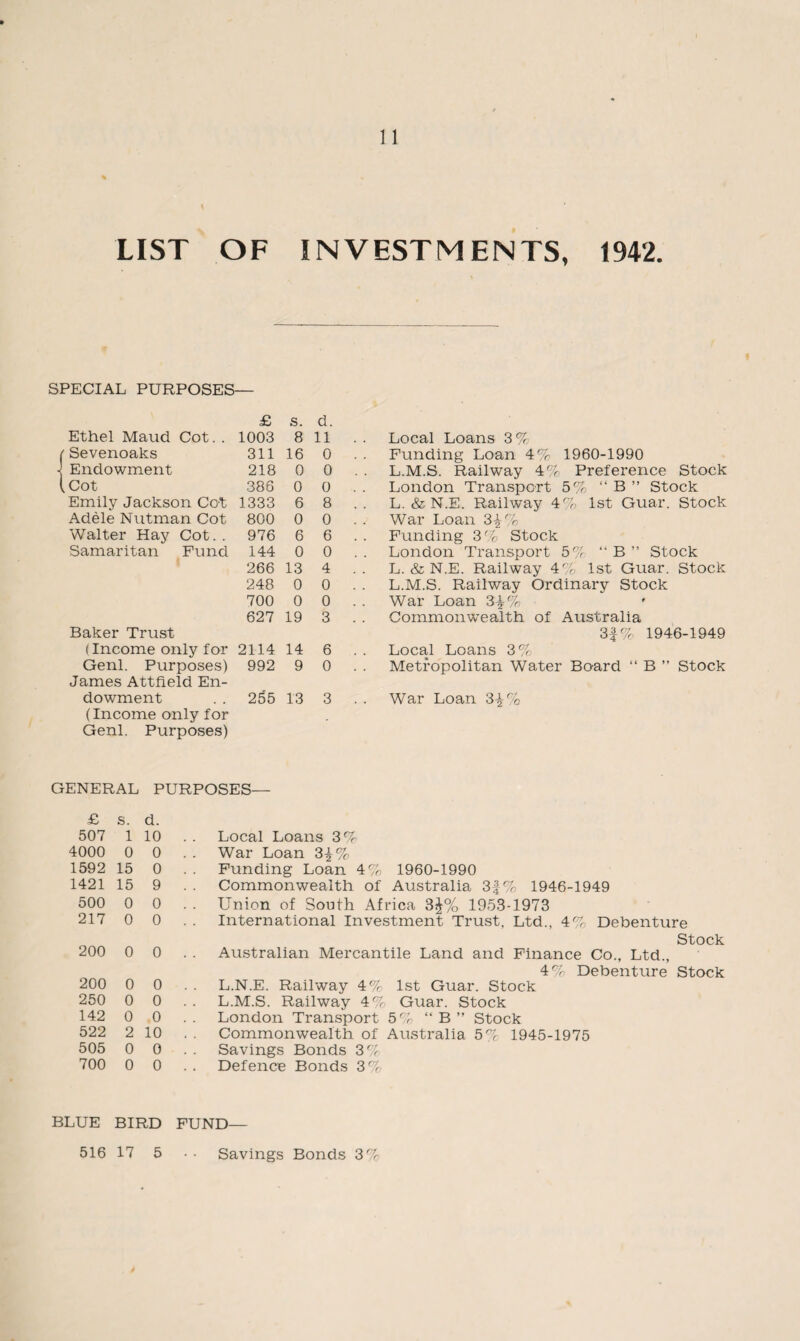 11
LIST OF INVESTMENTS, 1942.
SPECIAL PURPOSES—
£ s. d.
Ethel Maud Cot. . 1003 8 11 . . Local Loans 3%
Sevenoaks 311 16 0 . . Funding Loan 4% 1960-1990
Endowment 218 0 0 . . L.M.S. Railway 4% Preference Stock
Cot 386 0 0 . . London Transport 5% “ B ” Stock
Emily Jackson Cot 1333 6 8 . . L. & N.E. Railway 4% 1st Guar. Stock
Adèle Nutman Cot 800 0 0 . . War Loan 3½%
Walter Hay Cot. . 976 6 6 . . Funding 3% Stock
Samaritan Fund 144 0 0 . . London Transport 5% “ B ” Stock
266 13 4 . . L. & N.E. Railway 4% 1st Guar. Stock
248 0 0 . . L.M.S. Railway Ordinary Stock
700 0 0 . . War Loan 3½%
627 19 3 . . Commonwealth of Australia
3¾% 1946-1949
Baker Trust
(Income only for 2114 14 6 . . Local Loans 3%
Genl. Purposes) 992 9 0 . . Metropolitan Water Board “ B ” Stock
James Attfield En-
dowment . . 255 13 3 . . War Loan 3½%
(Income only for
Genl. Purposes)
GENERAL PURPOSES—
£ s. d.
507 1 10 . . Local Loans 3%
4000 0 0 . . War Loan 3½%
1592 15 0 . . Funding Loan 4% 1960-1990
1421 15 9 . . Commonwealth of Australia 3¾% 1946-1949
500 0 0 . . Union of South Africa 3½% 1953-1973
217 0 0 . . International Investment Trust, Ltd., 4% Debenture
Stock
200 0 0 . . Australian Mercantile Land and Finance Co., Ltd.,
4% Debenture Stock
200 0 0 . . L.N.E. Railway 4% 1st Guar. Stock
250 0 0 . . L.M.S. Railway 4% Guar. Stock
142 0 0 . . London Transport 5% “ B ” Stock
522 2 10 . . Commonwealth of Australia 5% 1945-1975
505 0 0 . . Savings Bonds 3%
700 0 0 . . Defence Bonds 3%
BLUE BIRD FUND—
516 17 5 . . Savings Bonds 3%